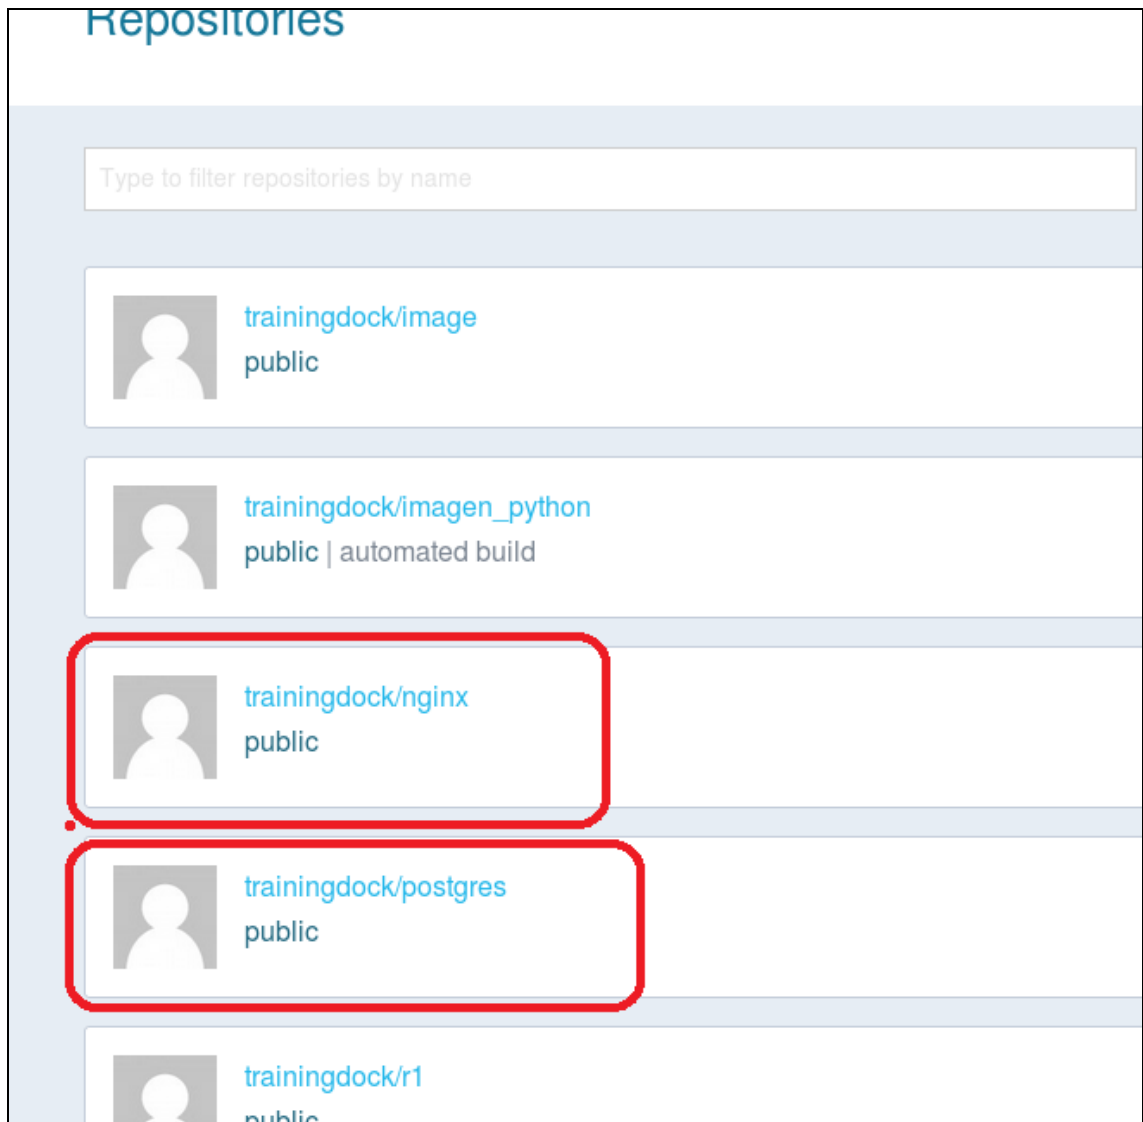 Repositories
Type to filter repositories by name
trainingdock/image
public
trainingdock/imagen_python
public | automated build
trainingdock/nginx
public
trainingdock/postgres
public
trainingdock/r1
public